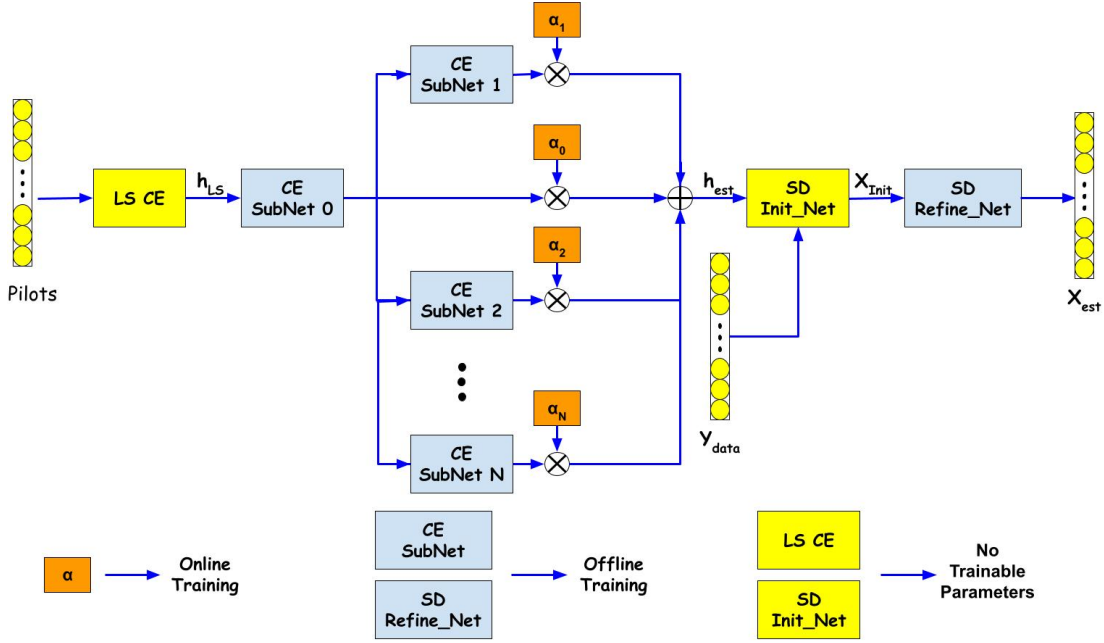 α1
CE
SubNet 1
α0
Pilots
LS CE
hLS
CE
SubNet 0
hest
SD
Init_Net
XInit
SD
Refine_Net
Xest
α2
CE
SubNet 2
Ydata
αN
CE
SubNet N
α
Online
Training
CE
SubNet
SD
Refine_Net
Offline
Training
LS CE
SD
Init_Net
No
Trainable
Parameters